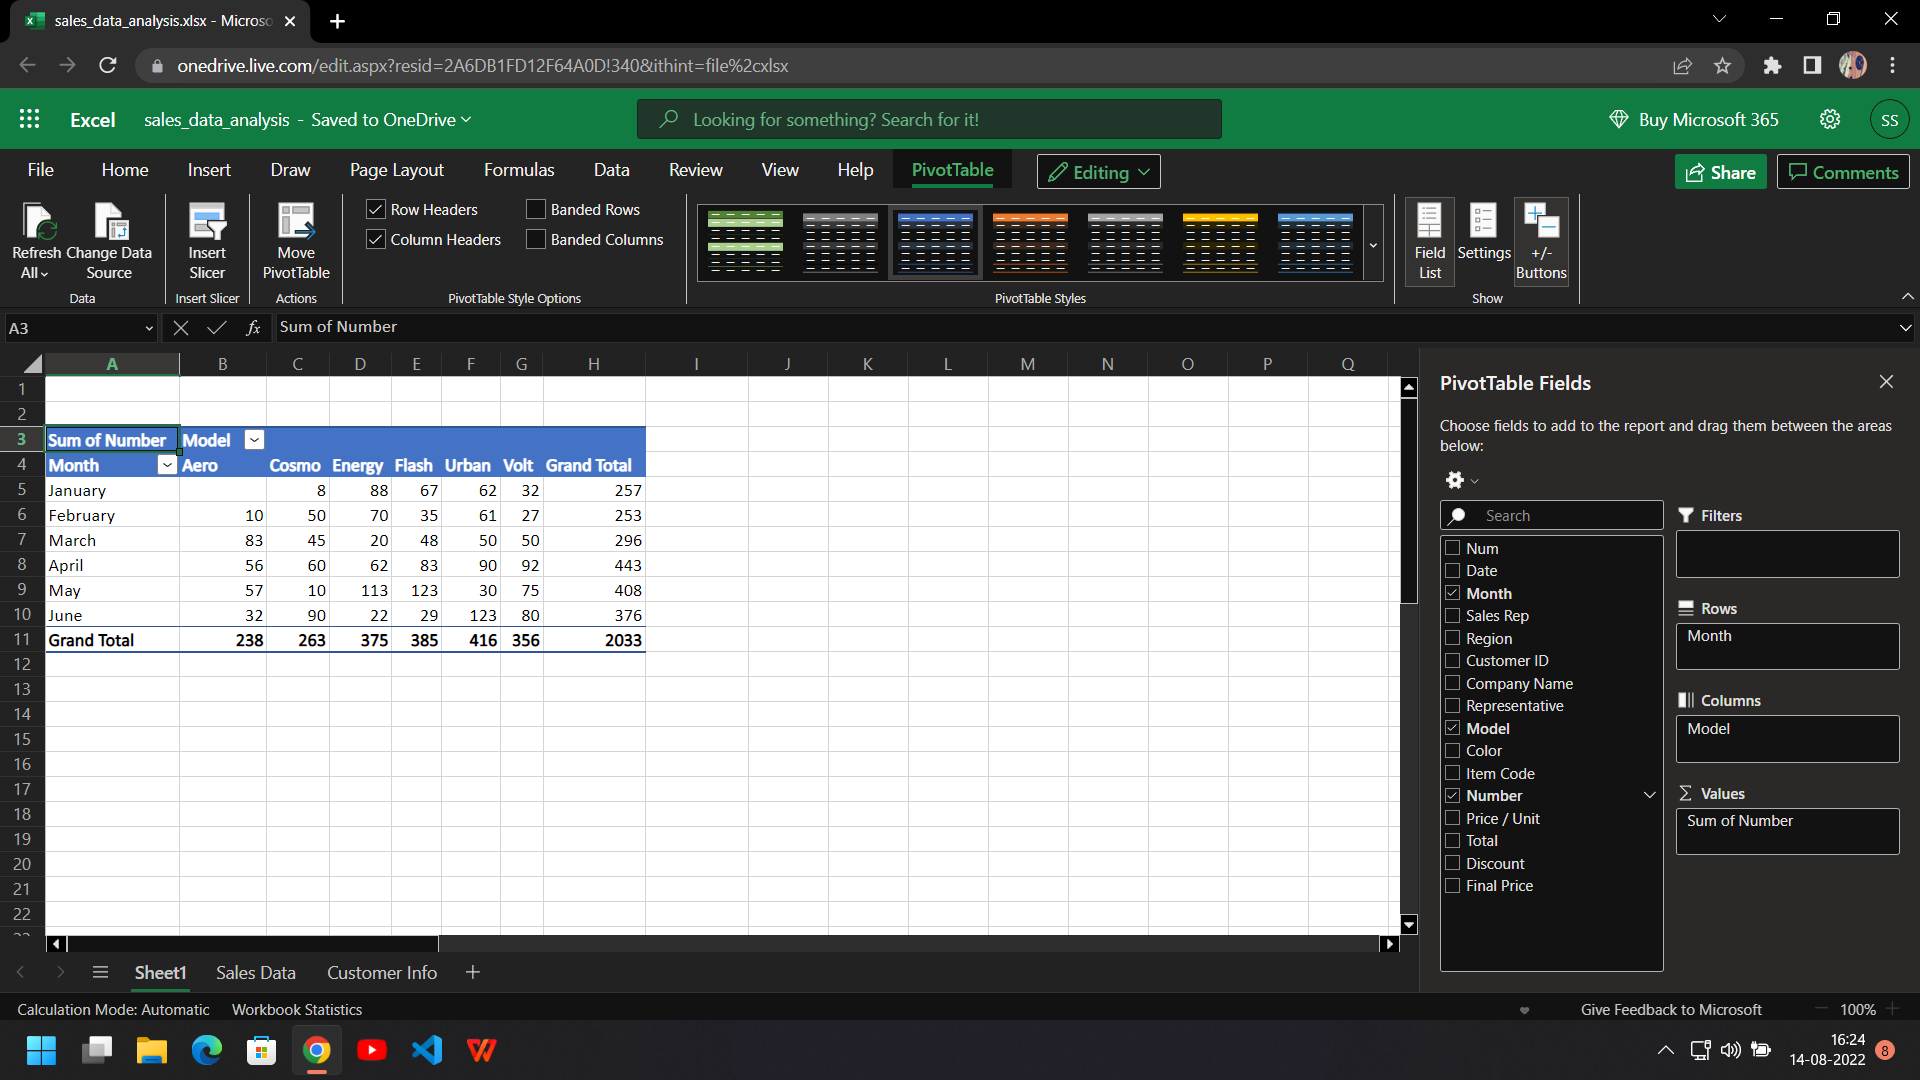 sales_data_analysis.xlsx - Microso
onedrive.live.com/edit.aspx?resid=2A6DB1FD12F64A0D!340&ithint=file%2cxlsx
Excel sales_data_analysis - Saved to OneDrive
Looking for something? Search for it!
Buy Microsoft 365
SS
File Home Insert Draw Page Layout Formulas Data Review View Help PivotTable Editing Share Comments
Refresh All
Change Data Source
Insert Slicer
Move PivotTable
Row Headers
Banded Rows
Column Headers
Banded Columns
Field List
Settings
+/- Buttons
Data Insert Slicer Actions PivotTable Style Options PivotTable Styles Show
A3 fx Sum of Number
A B C D E F G H I J K L M N O P Q
1
2
3 Sum of Number Model
4 Month Aero Cosmo Energy Flash Urban Volt Grand Total
5 January 8 88 67 62 32 257
6 February 10 50 70 35 61 27 253
7 March 83 45 20 48 50 50 296
8 April 56 60 62 83 90 92 443
9 May 57 10 113 123 30 75 408
10 June 32 90 22 29 123 80 376
11 Grand Total 238 263 375 385 416 356 2033
12
13
14
15
16
17
18
19
20
21
22
PivotTable Fields
Choose fields to add to the report and drag them between the areas
below:
Search
Num
Date
Month
Sales Rep
Region
Customer ID
Company Name
Representative
Model
Color
Item Code
Number
Price / Unit
Total
Discount
Final Price
Filters
Rows
Month
Columns
Model
Values
Sum of Number
Sheet1 Sales Data Customer Info
Calculation Mode: Automatic Workbook Statistics
Give Feedback to Microsoft
100%
16:24
14-08-2022
8